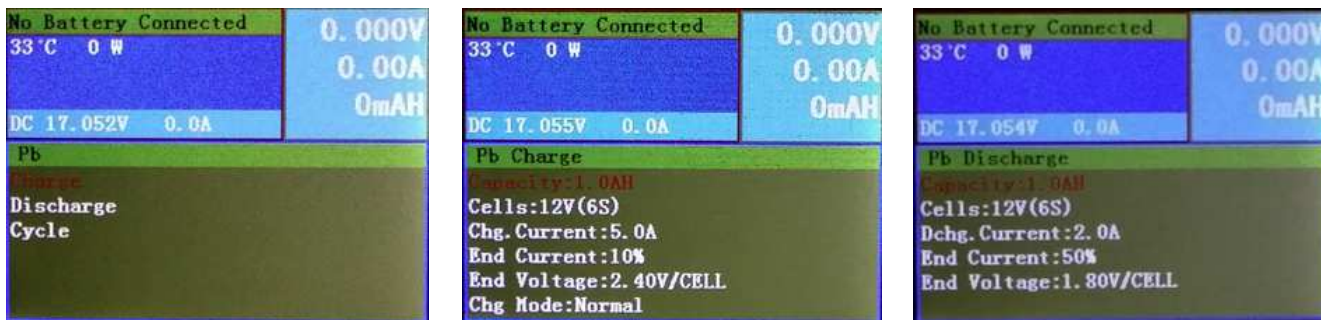 No Battery Connected
33°C 0 W
DC 17.052V 0.0A
0.000V
0.00A
0mAH
Pb
Charge
Discharge
Cycle
No Battery Connected
33°C 0 W
DC 17.055V 0.0A
0.000V
0.00A
0mAH
Pb Charge
Capacity:1.0AH
Cells:12V(6S)
Chg.Current:5.0A
End Current:10%
End Voltage:2.40V/CELL
Chg Mode:Normal
No Battery Connected
33°C 0 W
DC 17.054V 0.0A
0.000V
0.00A
0mAH
Pb Discharge
Capacity:1.0AH
Cells:12V(6S)
Dchg.Current:2.0A
End Current:50%
End Voltage:1.80V/CELL